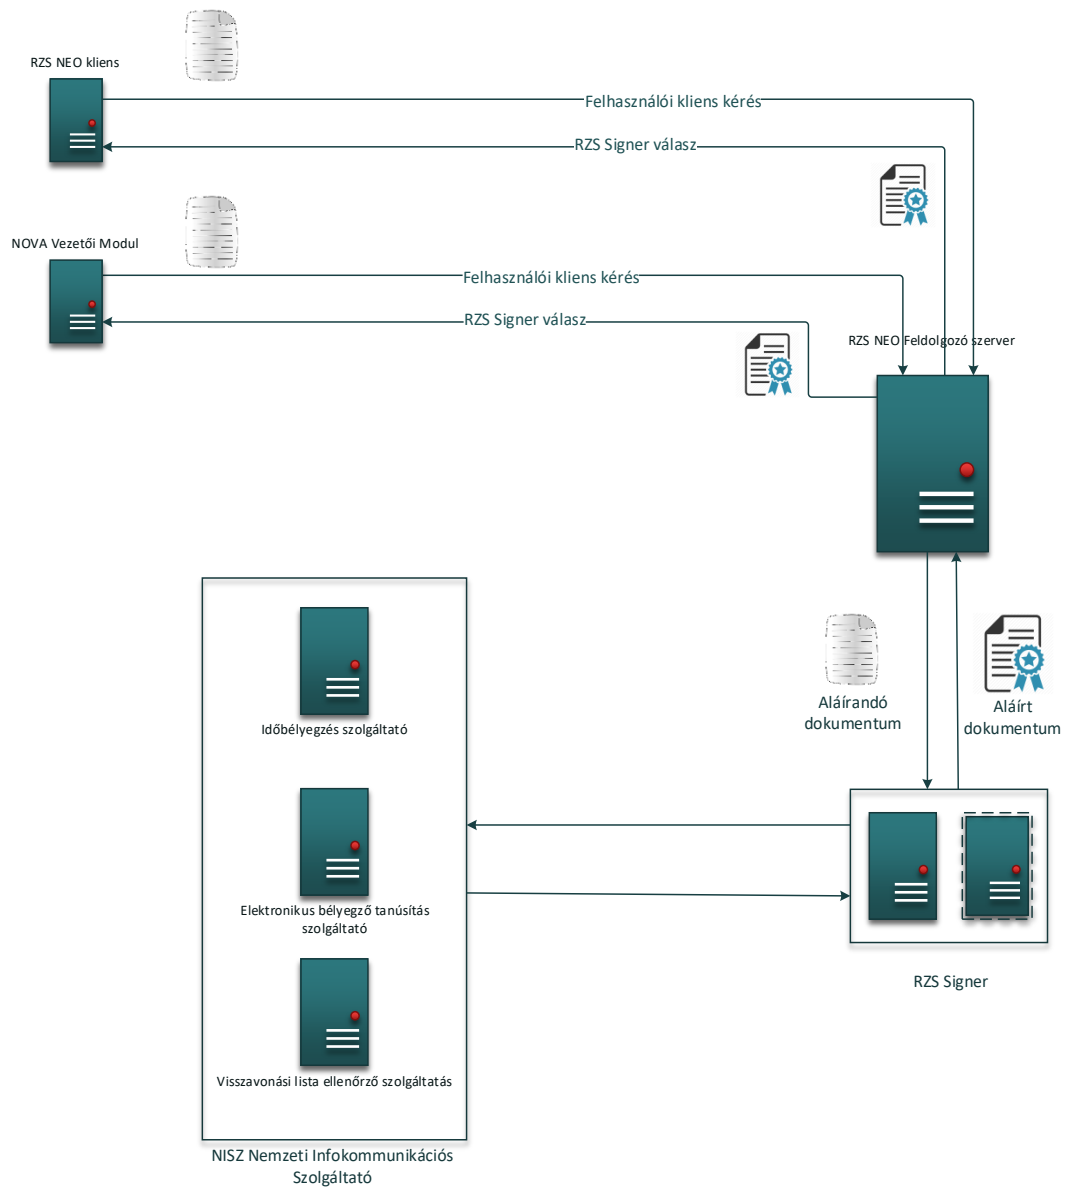 RZS NEO kliens
Felhasználói kliens kérés
RZS Signer válasz
NOVA Vezetői Modul
Felhasználói kliens kérés
RZS Signer válasz
RZS NEO Feldolgozó szerver
Időbélyegzés szolgáltató
Aláírandó
dokumentum
Aláírt
dokumentum
Elektronikus bélyegző tanúsítás
szolgáltató
RZS Signer
Visszavonási lista ellenőrző szolgáltatás
NISZ Nemzeti Infokommunikációs
Szolgáltató